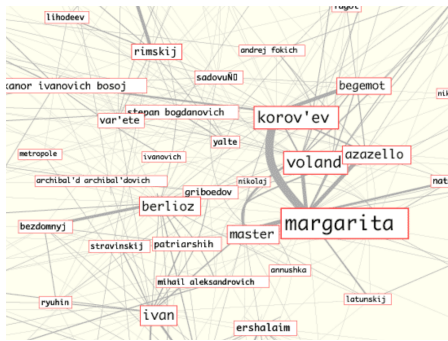 lihodeev
rimskij
andrej fokich
kanor ivanovich bosoj
sadovuÑ
begemot
stepan bogdanovich
var'ete
korov'ev
yalte
metropole
ivanovich
voland
azazello
archibal'd archibal'dovich
nikolaj
nat
griboedov
berlioz
margarita
bezdomnyj
master
stravinskij
patriarshih
annushka
mihail aleksandrovich
ryuhin
latunskij
ivan
ershalaim